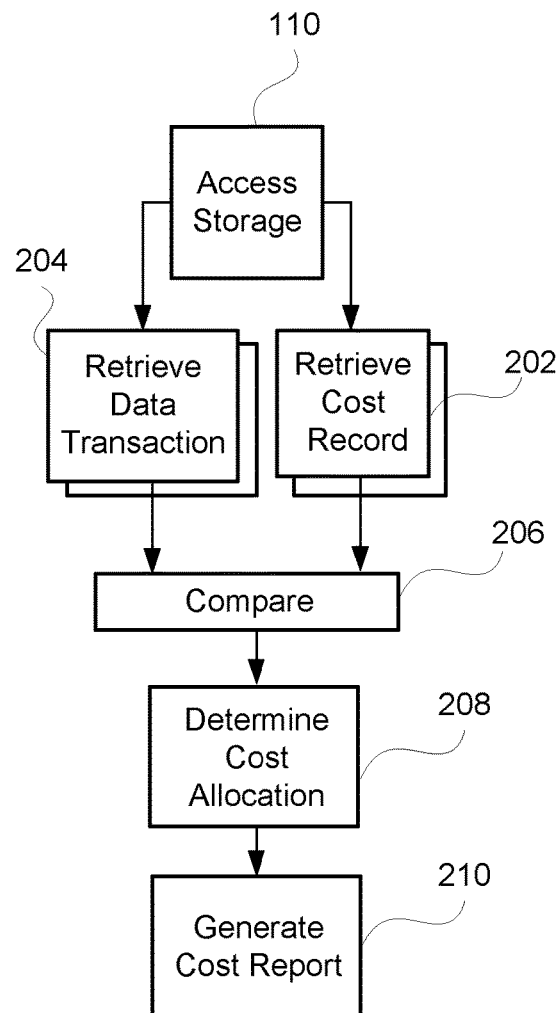 110
Access
Storage
204
Retrieve
Data
Transaction
Retrieve
Cost
Record
202
206
Compare
208
Determine
Cost
Allocation
210
Generate
Cost Report